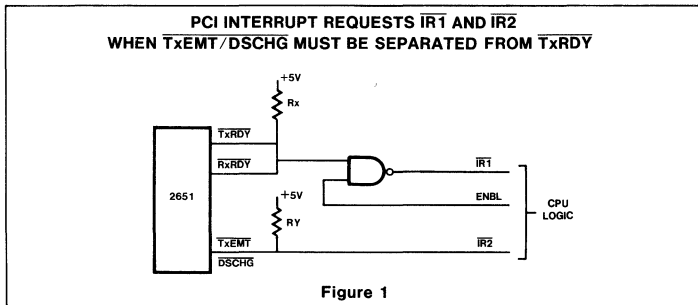 PCI INTERRUPT REQUESTS IR1 AND IR2
WHEN TxEMT/DSCHG MUST BE SEPARATED FROM TxRDY
+5V
Rx
TxRDY
RxRDY
IR1
2651
+5V
ENBL
CPU
LOGIC
RY
TxEMT
IR2
DSCHG
Figure 1